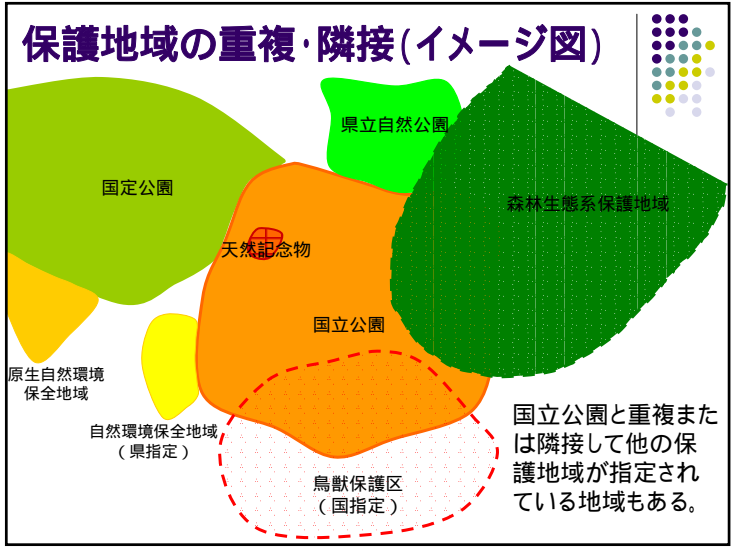 保護地域の重複・隣接(イメージ図)
県立自然公園
国定公園
森林生態系保護地域
天然記念物
国立公園
原生自然環境
保全地域
自然環境保全地域
(県指定)
鳥獣保護区
(国指定)
国立公園と重複また
は隣接して他の保
護地域が指定され
ている地域もある。